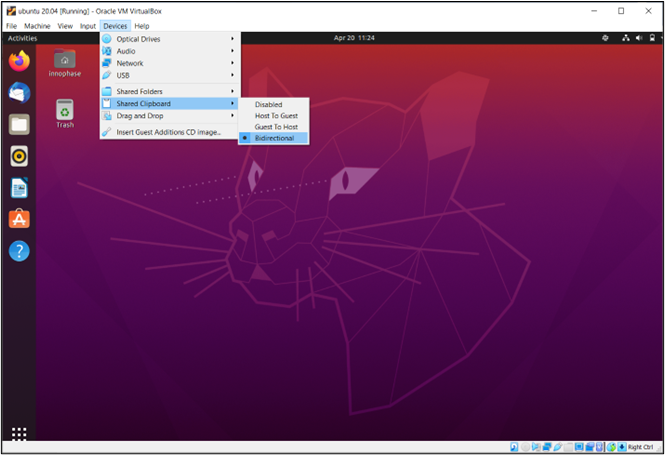 ubuntu 20.04 [Running] - Oracle VM VirtualBox
File Machine View Input Devices Help
Activities
Apr 20 11:24
Optical Drives
Audio
Network
USB
Shared Folders
Shared Clipboard
Drag and Drop
Insert Guest Additions CD image...
Disabled
Host To Guest
Guest To Host
Bidirectional
innophase
Trash
Right Ctrl